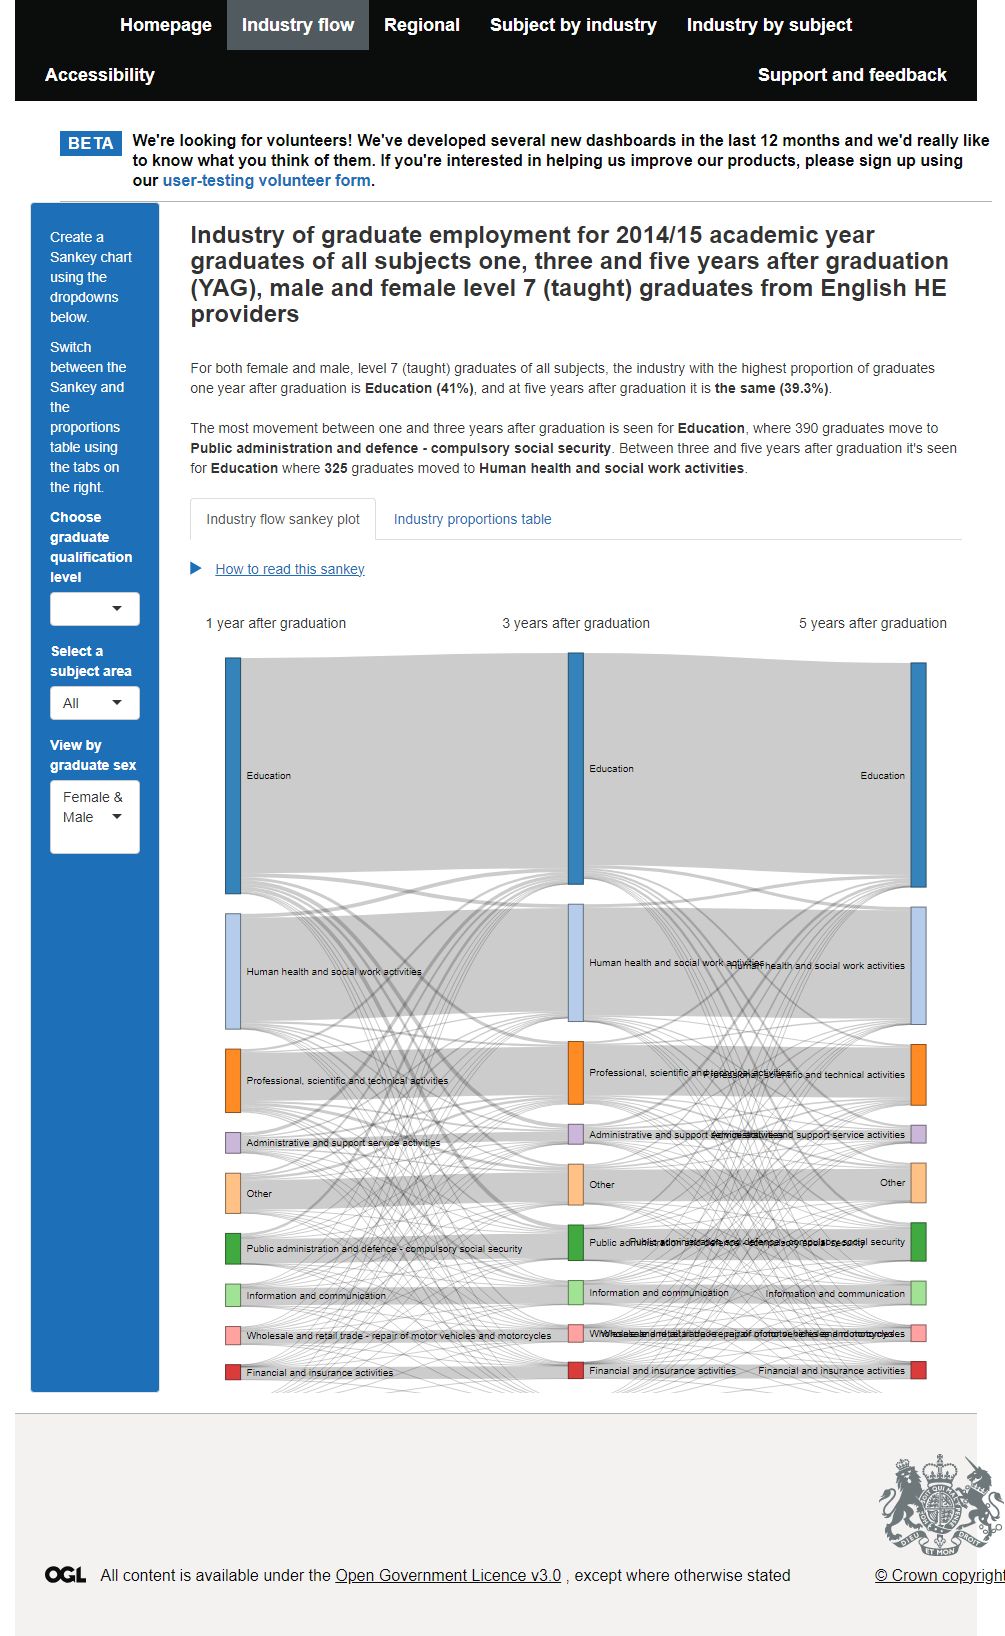 Homepage Industry flow Regional Subject by industry Industry by subject
Accessibility Support and feedback
BETA We're looking for volunteers! We've developed several new dashboards in the last 12 months and we'd really like
to know what you think of them. If you're interested in helping us improve our products, please sign up using
our user-testing volunteer form.
Create a
Sankey chart
using the
dropdowns
below.
Switch
between the
Sankey and
the
proportions
table using
the tabs on
the right.
Choose
graduate
qualification
level
Select a
subject area
All
View by
graduate sex
Female &
Male
Industry of graduate employment for 2014/15 academic year
graduates of all subjects one, three and five years after graduation
(YAG), male and female level 7 (taught) graduates from English HE
providers
For both female and male, level 7 (taught) graduates of all subjects, the industry with the highest proportion of graduates
one year after graduation is Education (41%), and at five years after graduation it is the same (39.3%).
The most movement between one and three years after graduation is seen for Education, where 390 graduates move to
Public administration and defence - compulsory social security. Between three and five years after graduation it's seen
for Education where 325 graduates moved to Human health and social work activities.
Industry flow sankey plot Industry proportions table
How to read this sankey
1 year after graduation 3 years after graduation 5 years after graduation
Education Education Education
Human health and social work activities Human health and social work activities Human health and social work activities
Professional, scientific and technical activities Professional, scientific and technical activities Professional, scientific and technical activities
Administrative and support service activities Administrative and support service activities Administrative and support service activities
Other Other Other
Public administration and defence - compulsory social security Public administration and defence - compulsory social security Public administration and defence - compulsory social security
Information and communication Information and communication Information and communication
Wholesale and retail trade - repair of motor vehicles and motorcycles Wholesale and retail trade - repair of motor vehicles and motorcycles Wholesale and retail trade - repair of motor vehicles and motorcycles
Financial and insurance activities Financial and insurance activities Financial and insurance activities
DIEU ET MON DROIT
OGL All content is available under the Open Government Licence v3.0 , except where otherwise stated © Crown copyright